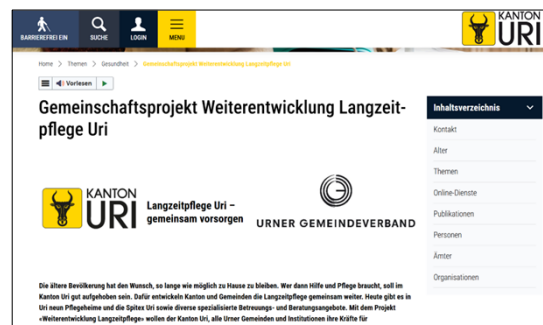 BARRIEREFREI EIN
SUCHE
LOGIN
MENU
KANTON
URI
Home > Themen > Gesundheit > Gemeinschaftsprojekt Weiterentwicklung Langzeitpflege Uri
Vorlesen
Gemeinschaftsprojekt Weiterentwicklung Langzeit-
pflege Uri
Inhaltsverzeichnis
Kontakt
Alter
Themen
Online-Dienste
Publikationen
Personen
Ämter
Organisationen
KANTON
URI
Langzeitpflege Uri –
gemeinsam vorsorgen
URNER GEMEINDEVERBAND
Die ältere Bevölkerung hat den Wunsch, so lange wie möglich zu Hause zu bleiben. Wer dann Hilfe und Pflege braucht, soll im
Kanton Uri gut aufgehoben sein. Dafür entwickeln Kanton und Gemeinden die Langzeitpflege gemeinsam weiter. Heute gibt es in
Uri neun Pflegeheime und die Spitex Uri sowie diverse spezialisierte Betreuungs- und Beratungsangebote. Mit dem Projekt
«Weiterentwicklung Langzeitpflege» wollen der Kanton Uri, alle Urner Gemeinden und Institutionen ihre Kräfte für